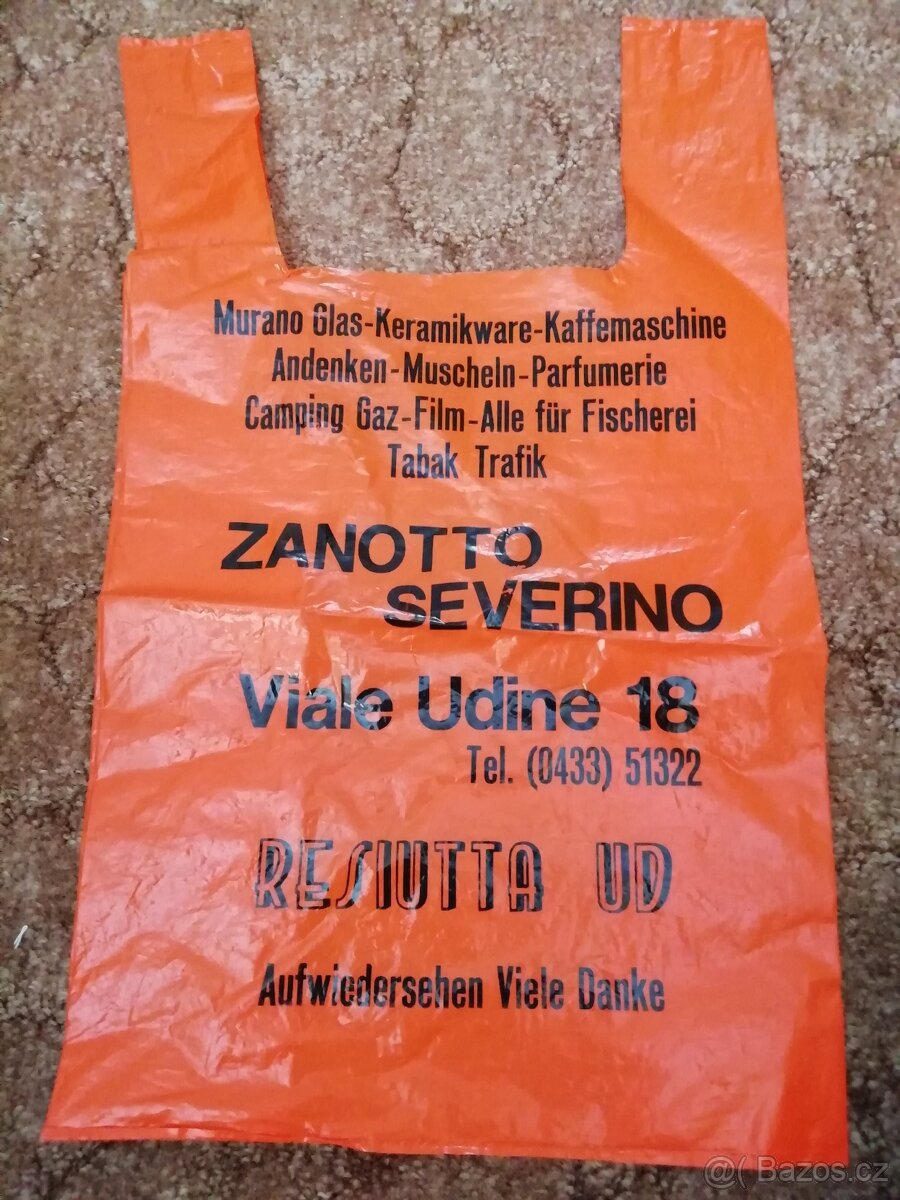 Murano Glas-Keramikware-Kaffemaschine
Andenken-Muscheln-Parfumerie
Camping Gaz-Film-Alle für Fischerei
Tabak Trafik
ZANOTTO
SEVERINO
Viale Udine 18
Tel. (0433) 51322
RESIUTTA UD
Aufwiedersehen Viele Danke
@( Bazos.cz